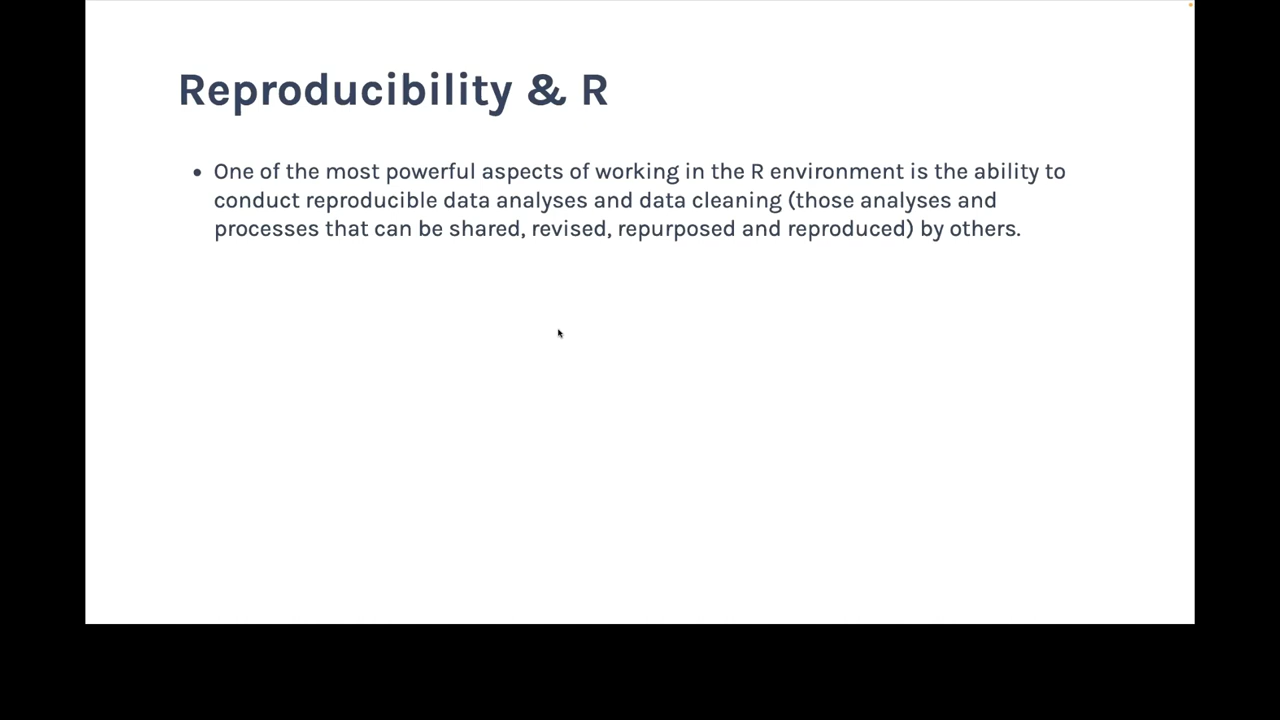 Reproducibility & R
• One of the most powerful aspects of working in the R environment is the ability to
conduct reproducible data analyses and data cleaning (those analyses and
processes that can be shared, revised, repurposed and reproduced) by others.